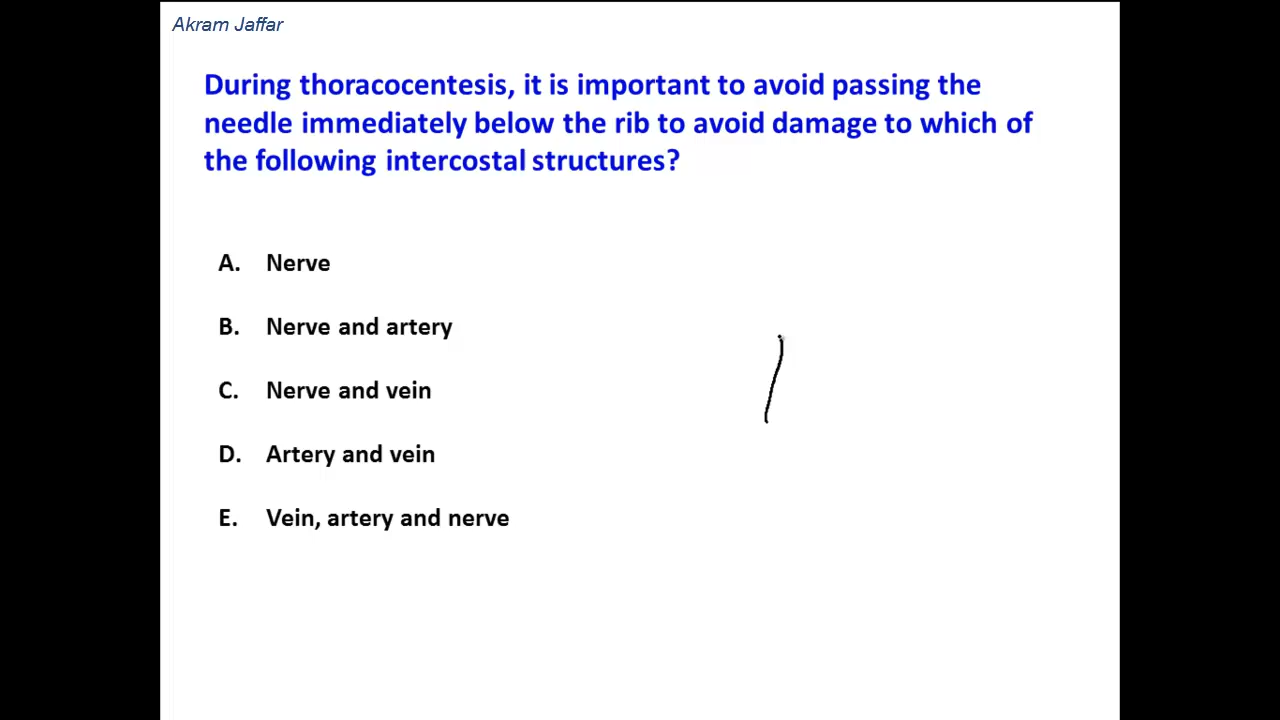 Akram Jaffar
During thoracocentesis, it is important to avoid passing the
needle immediately below the rib to avoid damage to which of
the following intercostal structures?
A. Nerve
B. Nerve and artery
C. Nerve and vein
D. Artery and vein
E. Vein, artery and nerve